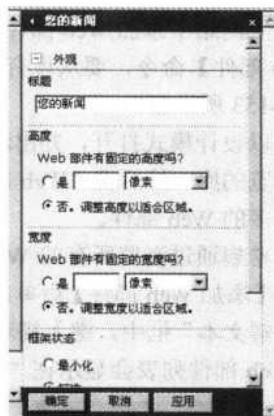 您的新闻
外观
标题
您的新闻
高度
Web 部件有固定的高度吗?
是 像素
否。调整高度以适合区域。
宽度
Web 部件有固定的宽度吗?
是 像素
否。调整宽度以适合区域。
框架状态
最小化
确定 取消 应用